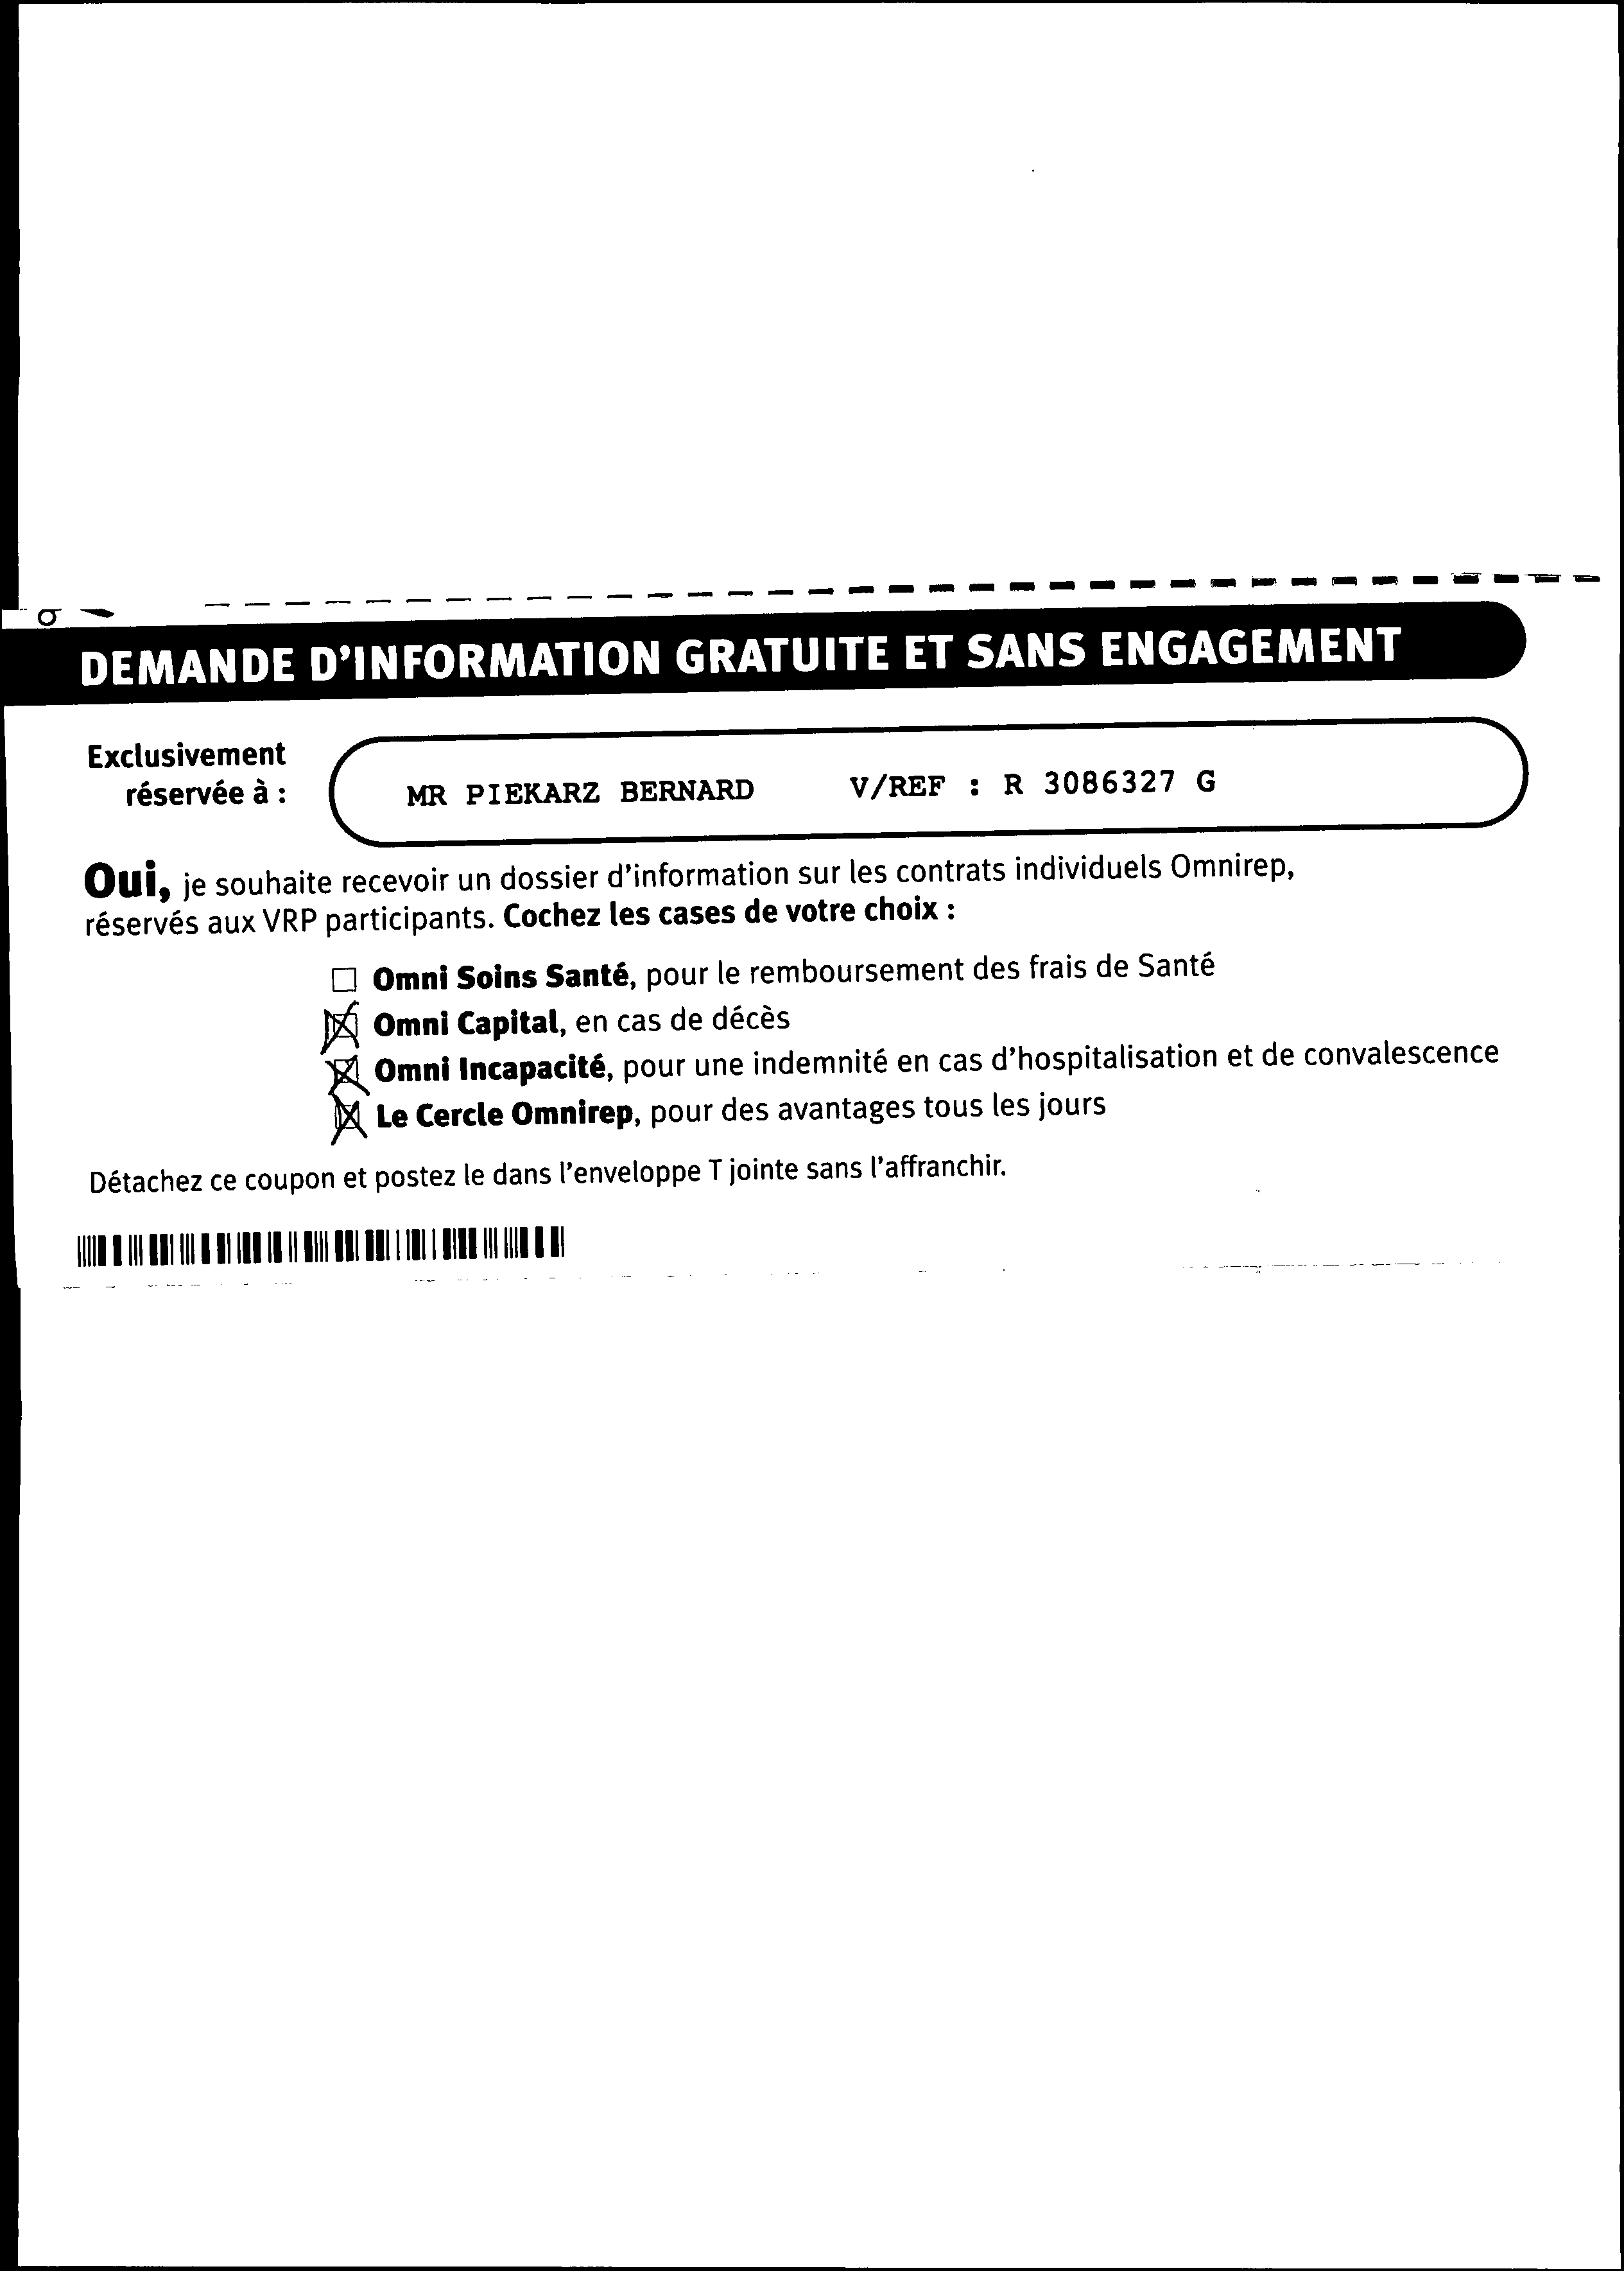 DEMANDE D'INFORMATION GRATUITE ET SANS ENGAGEMENT
Exclusivement
réservée à :
MR PIEKARZ BERNARD V/REF : R 3086327 G
Oui, je souhaite recevoir un dossier d'information sur les contrats individuels Omnirep,
réservés aux VRP participants. Cochez les cases de votre choix :
Omni Soins Santé, pour le remboursement des frais de Santé
Omni Capital, en cas de décès
Omni Incapacité, pour une indemnité en cas d'hospitalisation et de convalescence
Le Cercle Omnirep, pour des avantages tous les jours
Détachez ce coupon et postez le dans l'enveloppe T jointe sans l'affranchir.